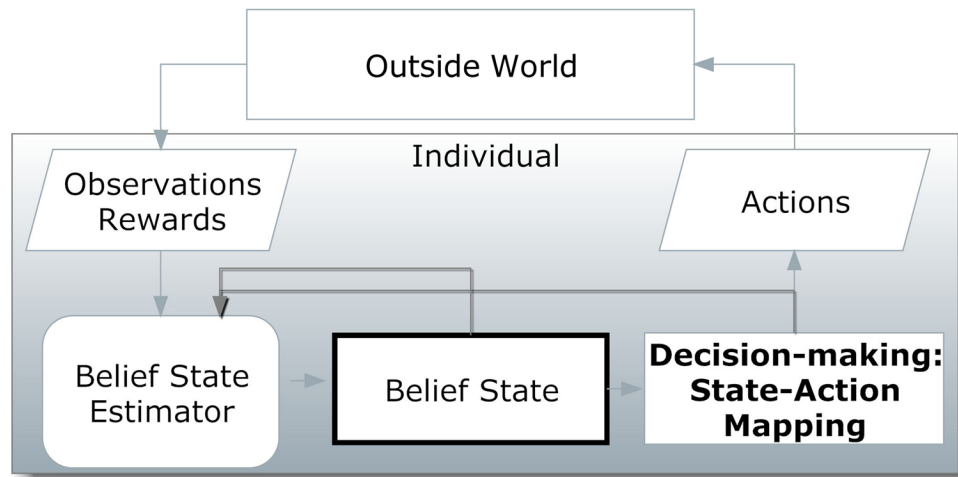 Outside World
Individual
Observations
Rewards
Actions
Belief State
Estimator
Belief State
Decision-making:
State-Action
Mapping